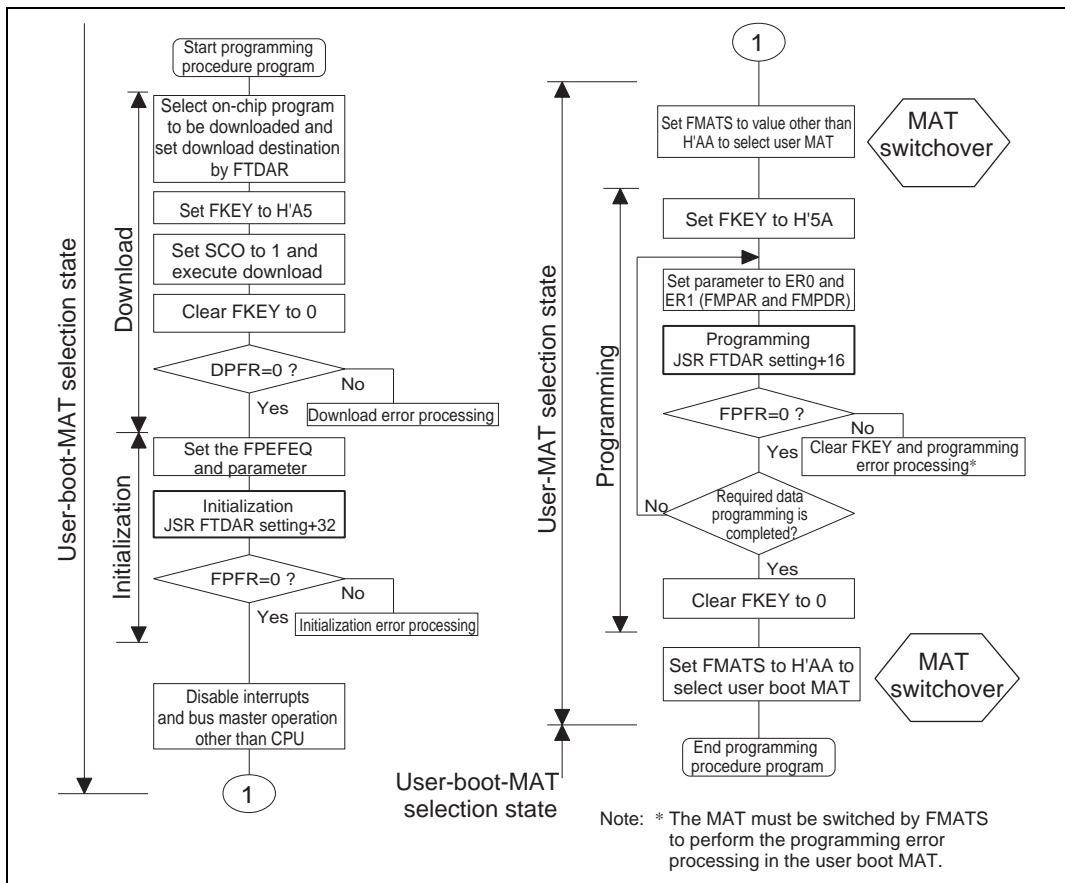 Start programming
procedure program
Select on-chip program
to be downloaded and
set download destination
by FTDAR
Set FKEY to H'A5
Set SCO to 1 and
execute download
Clear FKEY to 0
DPFR=0 ?
No
Yes
Download error processing
Set the FPEFEQ
and parameter
Initialization
JSR FTDAR setting+32
FPFR=0 ?
No
Yes
Initialization error processing
Disable interrupts
and bus master operation
other than CPU
1
User-boot-MAT selection state
Download
Initialization
1
Set FMATS to value other than
H'AA to select user MAT
MAT
switchover
Set FKEY to H'5A
Set parameter to ER0 and
ER1 (FMPAR and FMPDR)
Programming
JSR FTDAR setting+16
FPFR=0 ?
No
Yes
Clear FKEY and programming
error processing*
No
Required data
programming is
completed?
Yes
Clear FKEY to 0
Set FMATS to H'AA to
select user boot MAT
MAT
switchover
End programming
procedure program
User-MAT selection state
Programming
User-boot-MAT
selection state
Note: * The MAT must be switched by FMATS
to perform the programming error
processing in the user boot MAT.